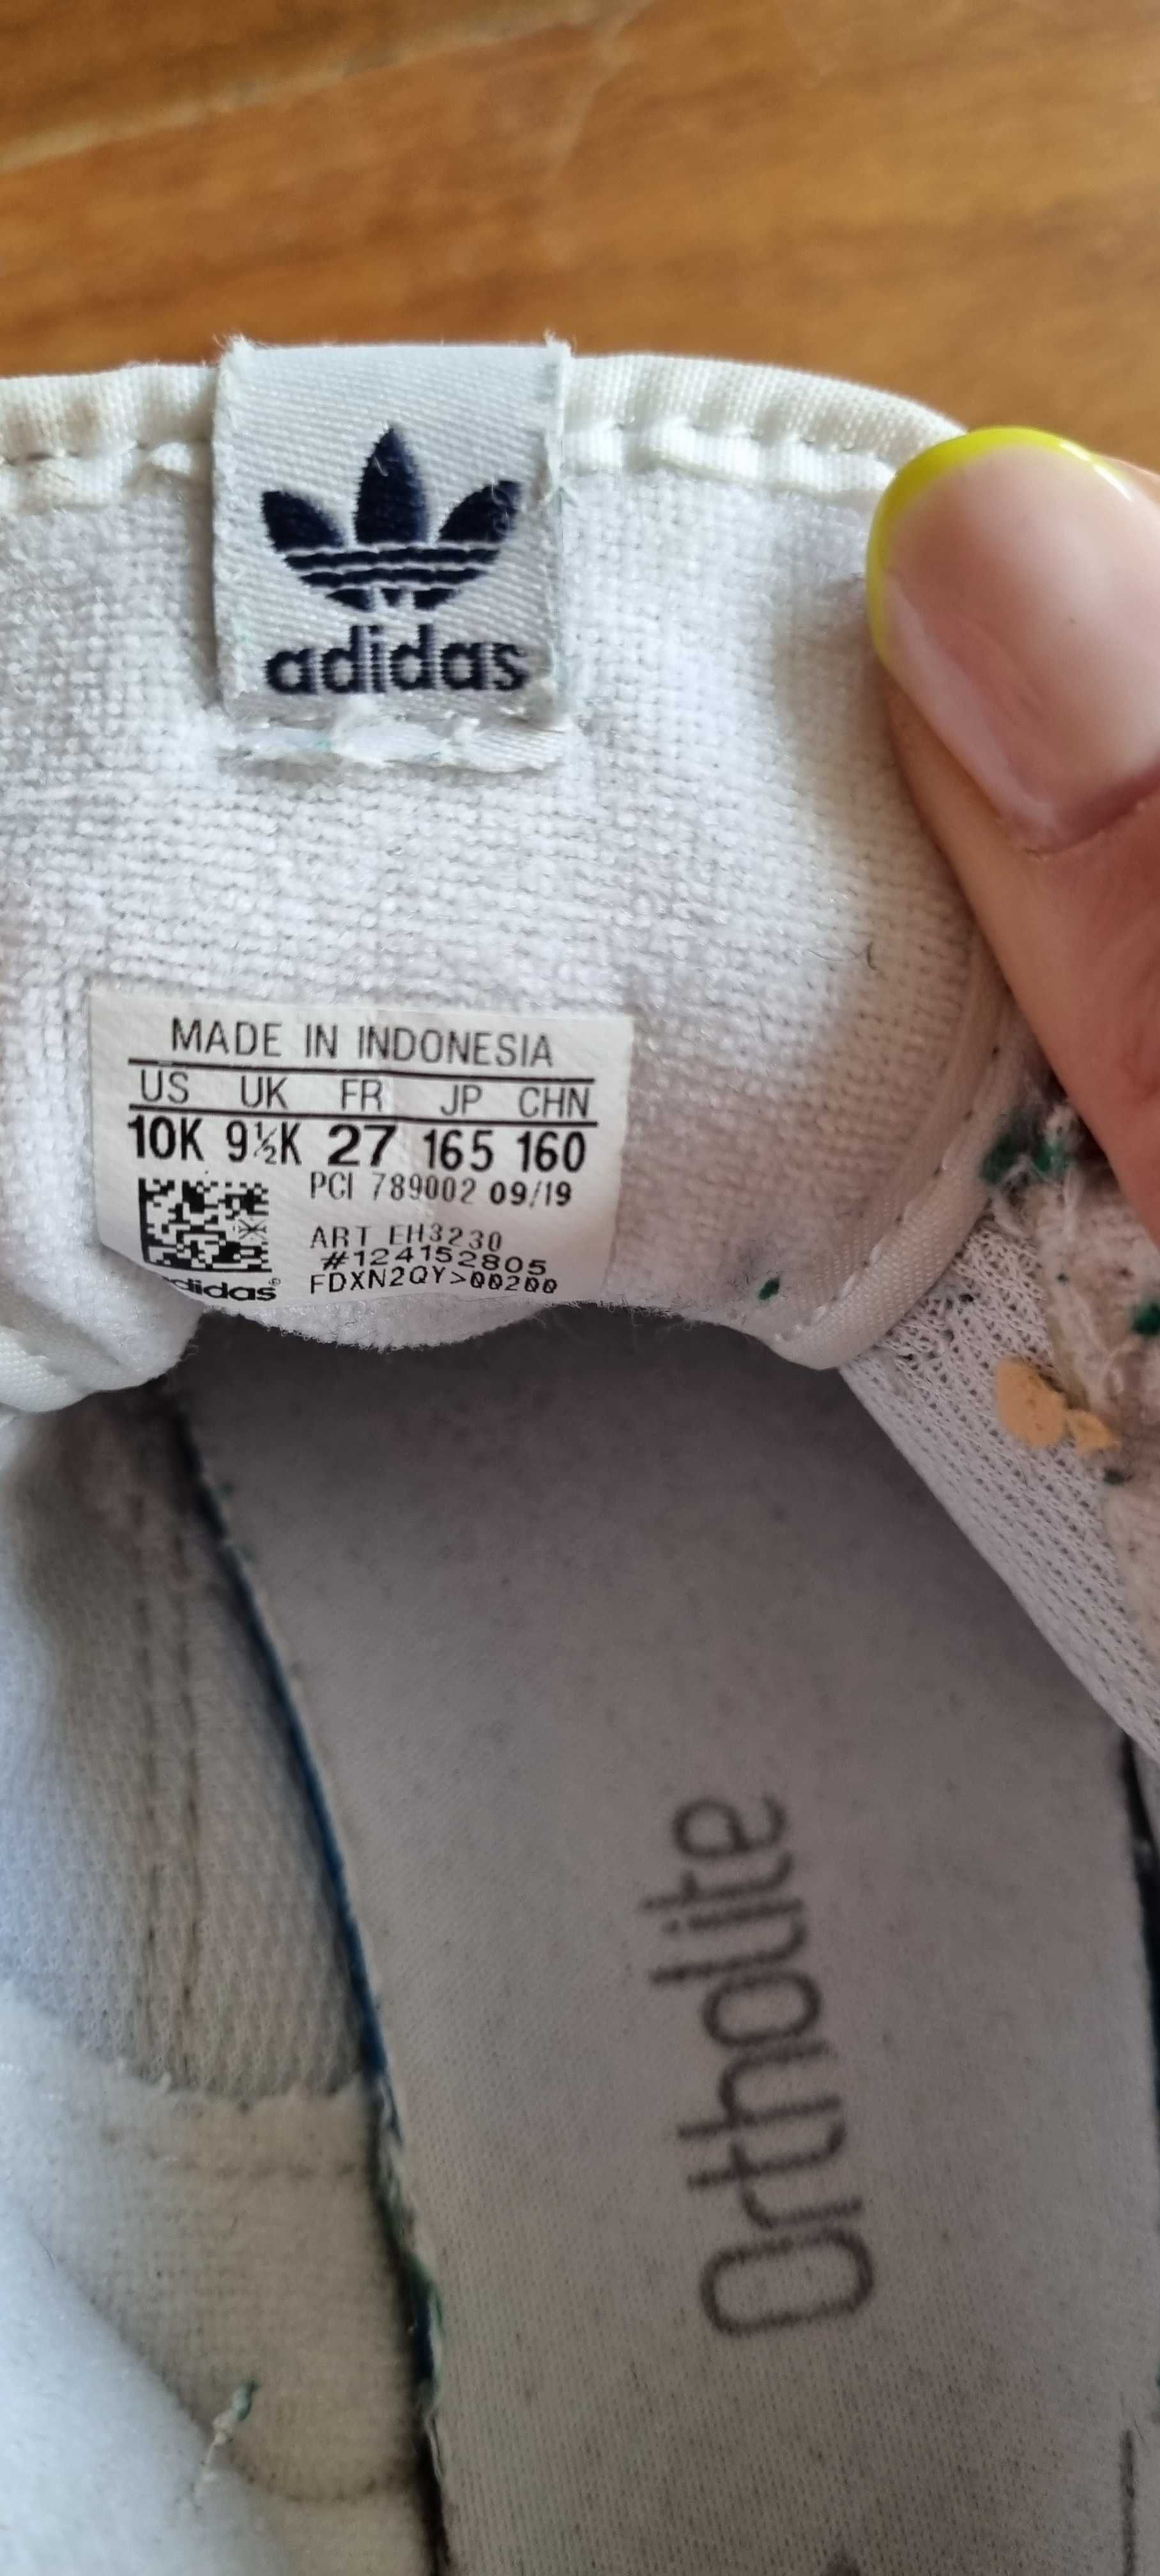 adidas
MADE IN INDONESIA
US UK FR JP CHN
10K 9½K 27 165 160
PCI 789002 09/19
ART EH3230
#124152805
FDXN2QY>00200
adidas®
Ortholite